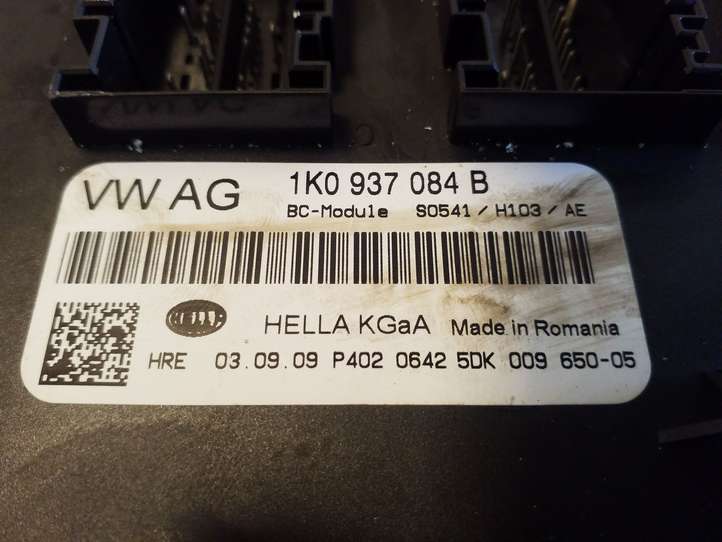 VW AG 1K0 937 084 B
BC-Module S0541 / H103 / AE
HELLA HELLA KGaA Made in Romania
HRE 03.09.09 P402 0642 5DK 009 650-05